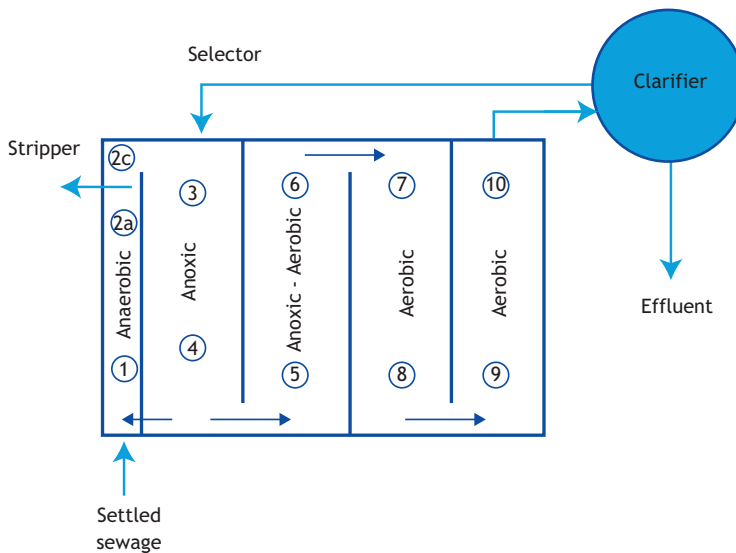 Selector
Clarifier
Stripper
2c
3
6
7
10
2a
Anaerobic
Anoxic
Anoxic - Aerobic
Aerobic
Aerobic
Effluent
1
4
5
8
9
Settled
sewage